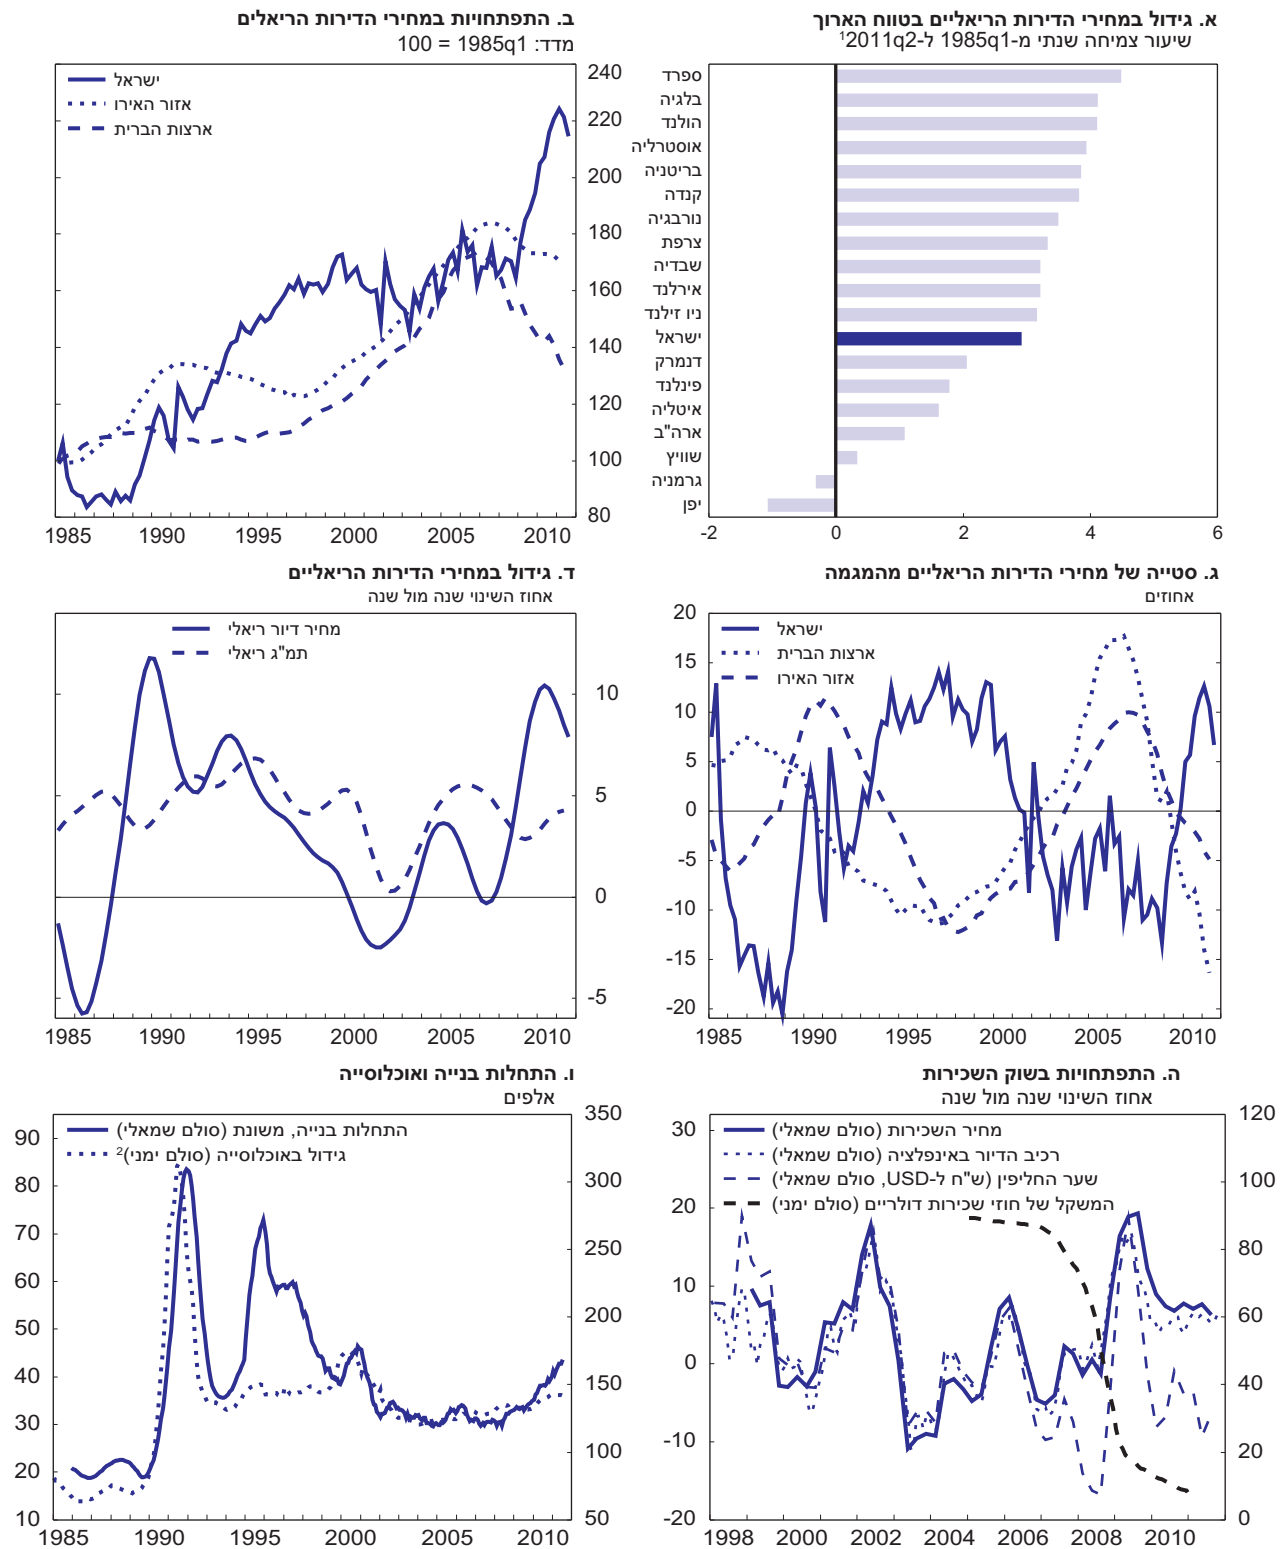 א. גידול במחירי הדירות הריאליים בטווח הארוך
שיעור צמיחה שנתי מ-1985q1 ל-2011q2¹
ספרד
בלגיה
הולנד
אוסטרליה
בריטניה
קנדה
נורבגיה
צרפת
שבדיה
אירלנד
ניו זילנד
ישראל
דנמרק
פינלנד
איטליה
ארה"ב
שוויץ
גרמניה
יפן
-2 0 2 4 6
ב. התפתחויות במחירי הדירות הריאלים
מדד: 1985q1 = 100
ישראל
אזור האירו
ארצות הברית
240
220
200
180
160
140
120
100
80
1985 1990 1995 2000 2005 2010
ג. סטייה של מחירי הדירות הריאליים מהמגמה
אחוזים
ישראל
ארצות הברית
אזור האירו
20
15
10
5
0
-5
-10
-15
-20
1985 1990 1995 2000 2005 2010
ד. גידול במחירי הדירות הריאליים
אחוז השינוי שנה מול שנה
מחיר דיור ריאלי
תמ"ג ריאלי
10
5
0
-5
1985 1990 1995 2000 2005 2010
ה. התפתחויות בשוק השכירות
אחוז השינוי שנה מול שנה
מחיר השכירות (סולם שמאלי)
רכיב הדיור באינפלציה (סולם שמאלי)
שער החליפין (ש"ח ל-USD, סולם שמאלי)
המשקל של חוזי שכירות דולריים (סולם ימני)
30
20
10
0
-10
-20
120
100
80
60
40
20
0
1998 2000 2002 2004 2006 2008 2010
ו. התחלות בנייה ואוכלוסייה
אלפים
התחלות בנייה, משונת (סולם שמאלי)
גידול באוכלוסייה (סולם ימני)²
90
80
70
60
50
40
30
20
10
350
300
250
200
150
100
50
1985 1990 1995 2000 2005 2010